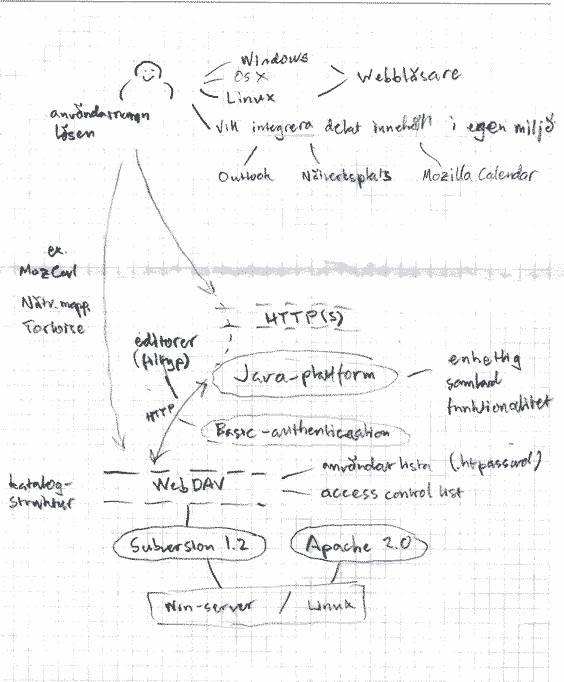 Windows
OS X
Linux
Webbläsare
användarnamn
lösen
Vill integrera delat innehåll i egen miljö
Outlook
Nätverksplats
Mozilla Calendar
ex.
MozCal
Nätv.mapp
Tortoise
HTTP(S)
editorer
(filtyp)
Java-plattform
enhetlig
samlad
funktionalitet
HTTP
Basic-authentication
användarlista (.htpasswd)
WebDAV
access control list
katalog-
struktur
Subversion 1.2
Apache 2.0
Win-server / Linux